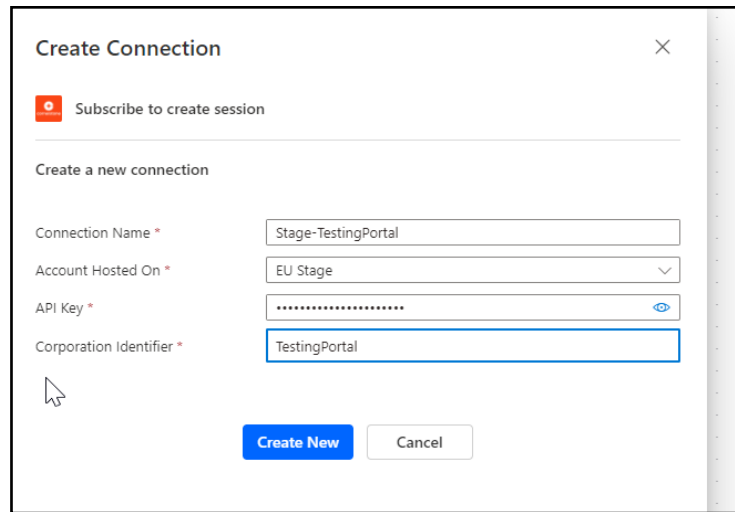 Create Connection
Subscribe to create session
Create a new connection
Connection Name * Stage-TestingPortal
Account Hosted On * EU Stage
API Key * ••••••••••••••••••••••
Corporation Identifier * TestingPortal
Create New Cancel